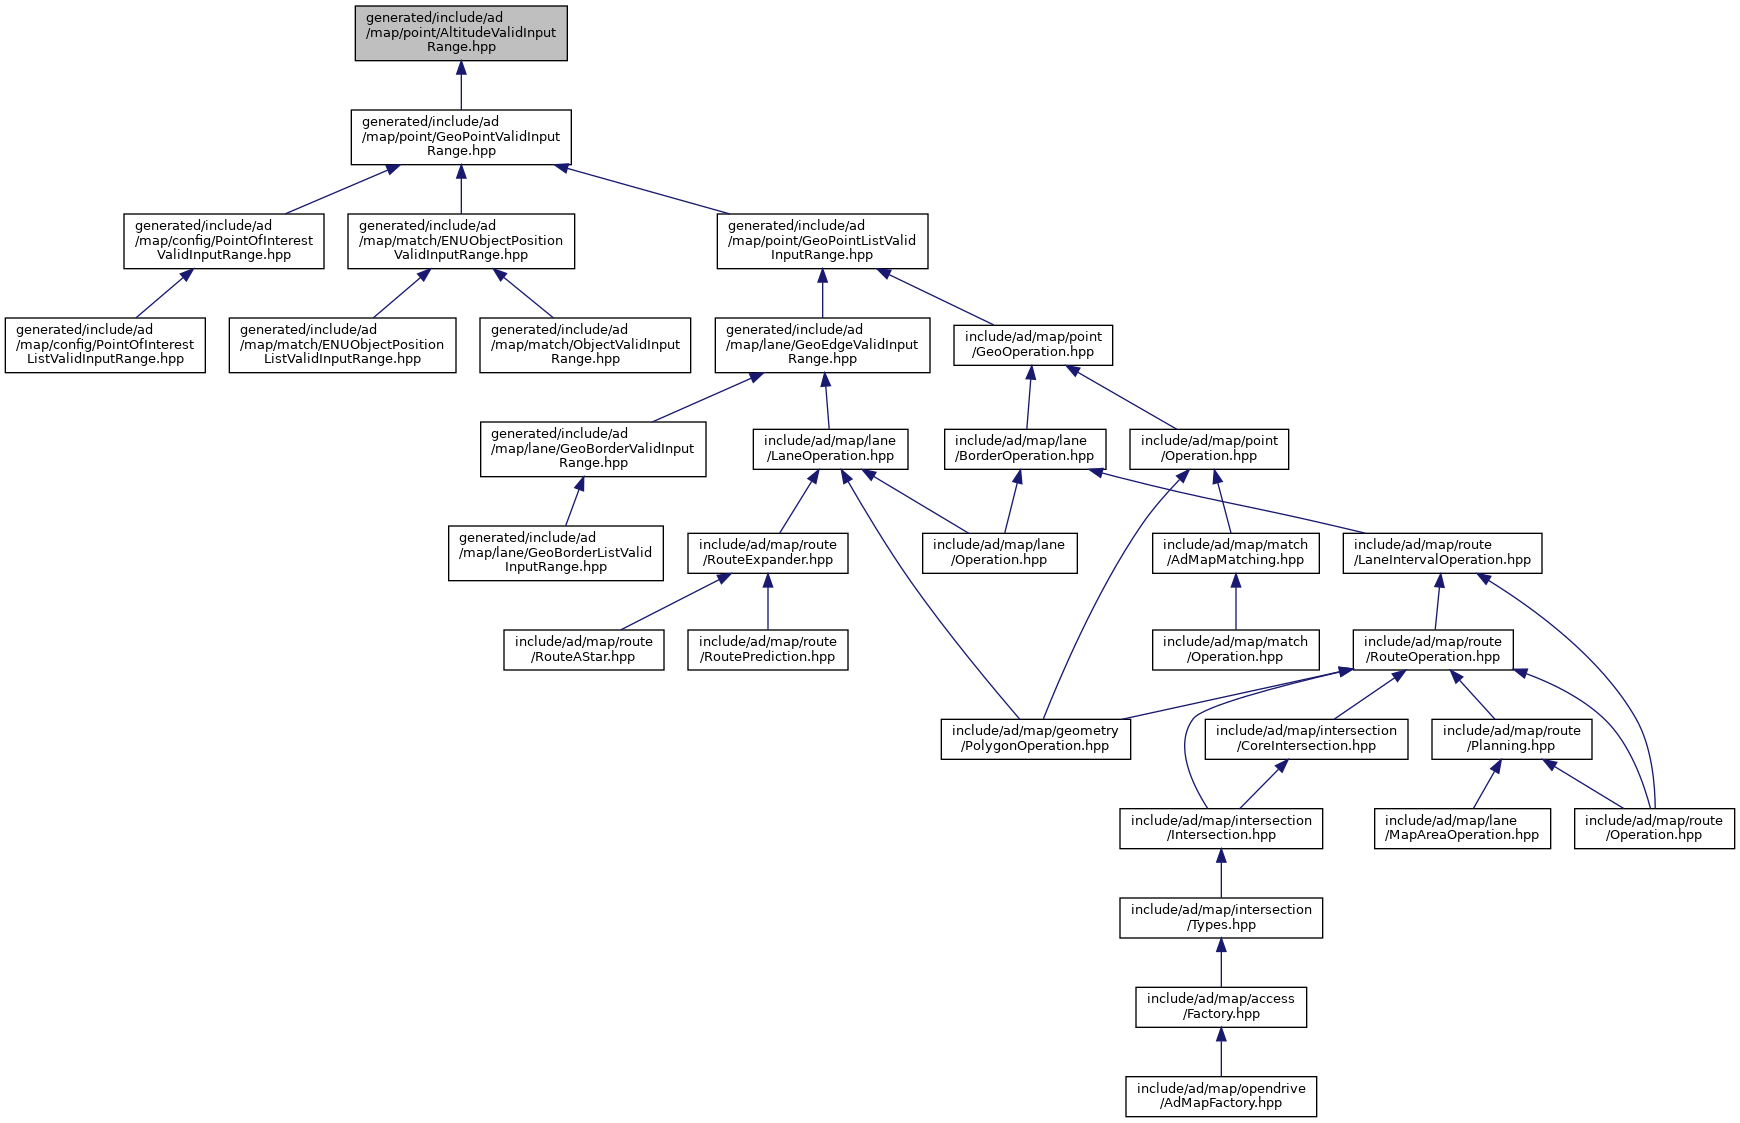 generated/include/ad
/map/point/AltitudeValidInput
Range.hpp
generated/include/ad
/map/point/GeoPointValidInput
Range.hpp
generated/include/ad
/map/config/PointOfInterest
ValidInputRange.hpp
generated/include/ad
/map/match/ENUObjectPosition
ValidInputRange.hpp
generated/include/ad
/map/point/GeoPointListValid
InputRange.hpp
generated/include/ad
/map/config/PointOfInterest
ListValidInputRange.hpp
generated/include/ad
/map/match/ENUObjectPosition
ListValidInputRange.hpp
generated/include/ad
/map/match/ObjectValidInput
Range.hpp
generated/include/ad
/map/lane/GeoEdgeValidInput
Range.hpp
include/ad/map/point
/GeoOperation.hpp
generated/include/ad
/map/lane/GeoBorderValidInput
Range.hpp
include/ad/map/lane
/LaneOperation.hpp
include/ad/map/lane
/BorderOperation.hpp
include/ad/map/point
/Operation.hpp
generated/include/ad
/map/lane/GeoBorderListValid
InputRange.hpp
include/ad/map/route
/RouteExpander.hpp
include/ad/map/lane
/Operation.hpp
include/ad/map/match
/AdMapMatching.hpp
include/ad/map/route
/LaneIntervalOperation.hpp
include/ad/map/route
/RouteAStar.hpp
include/ad/map/route
/RoutePrediction.hpp
include/ad/map/match
/Operation.hpp
include/ad/map/route
/RouteOperation.hpp
include/ad/map/geometry
/PolygonOperation.hpp
include/ad/map/intersection
/CoreIntersection.hpp
include/ad/map/route
/Planning.hpp
include/ad/map/intersection
/Intersection.hpp
include/ad/map/lane
/MapAreaOperation.hpp
include/ad/map/route
/Operation.hpp
include/ad/map/intersection
/Types.hpp
include/ad/map/access
/Factory.hpp
include/ad/map/opendrive
/AdMapFactory.hpp